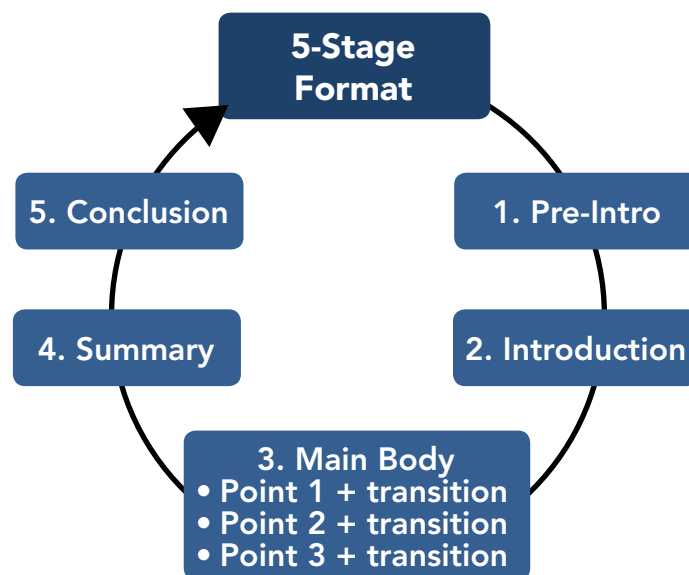 5-Stage
Format
1. Pre-Intro
2. Introduction
3. Main Body
• Point 1 + transition
• Point 2 + transition
• Point 3 + transition
4. Summary
5. Conclusion